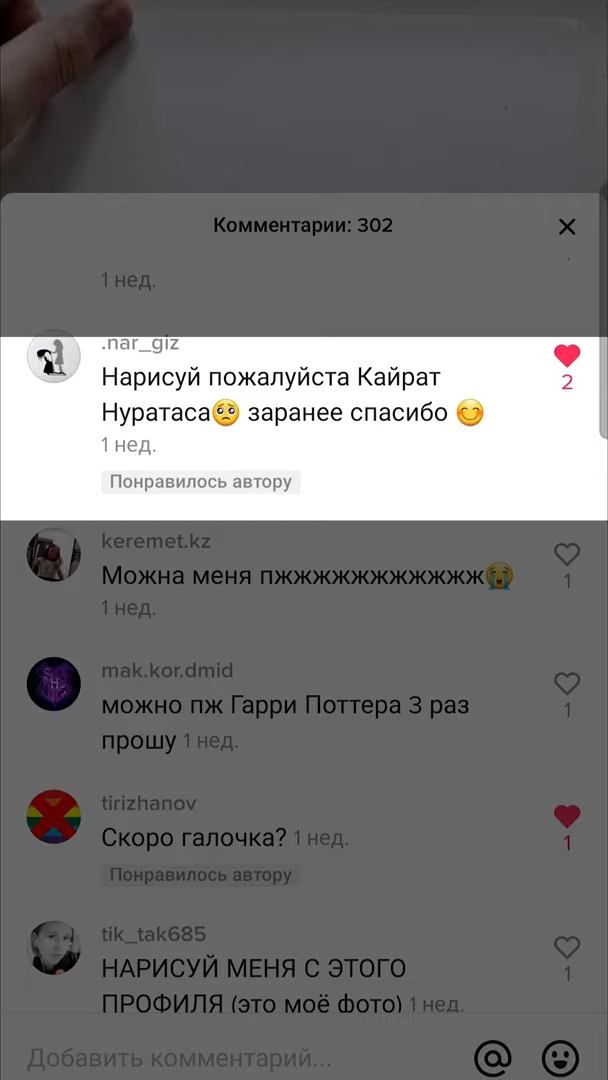 Комментарии: 302
1 нед.
.nar_giz
Нарисуй пожалуйста Кайрат
Нуратаса🥺 заранее спасибо 😊
2
1 нед.
Понравилось автору
keremet.kz
Можна меня пжжжжжжжжжжж😭
1
1 нед.
mak.kor.dmid
можно пж Гарри Поттера 3 раз
1
прошу 1 нед.
tirizhanov
Скоро галочка? 1 нед.
1
Понравилось автору
tik_tak685
НАРИСУЙ МЕНЯ С ЭТОГО
1
ПРОФИЛЯ (это моё фото) 1 нед.
Добавить комментарий...